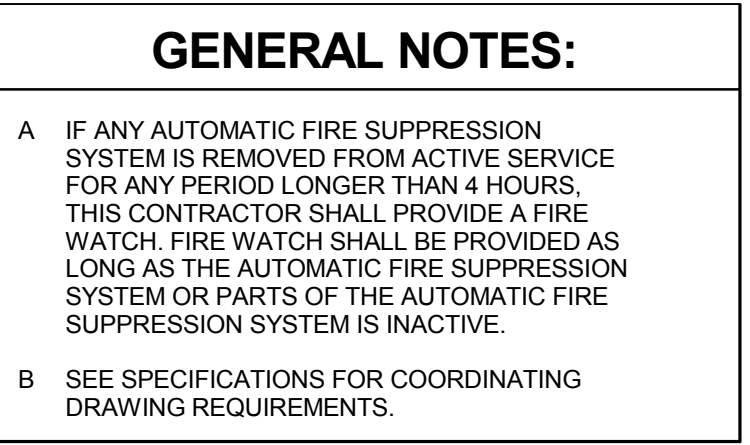 GENERAL NOTES:
A IF ANY AUTOMATIC FIRE SUPPRESSION
SYSTEM IS REMOVED FROM ACTIVE SERVICE
FOR ANY PERIOD LONGER THAN 4 HOURS,
THIS CONTRACTOR SHALL PROVIDE A FIRE
WATCH. FIRE WATCH SHALL BE PROVIDED AS
LONG AS THE AUTOMATIC FIRE SUPPRESSION
SYSTEM OR PARTS OF THE AUTOMATIC FIRE
SUPPRESSION SYSTEM IS INACTIVE.
B SEE SPECIFICATIONS FOR COORDINATING
DRAWING REQUIREMENTS.